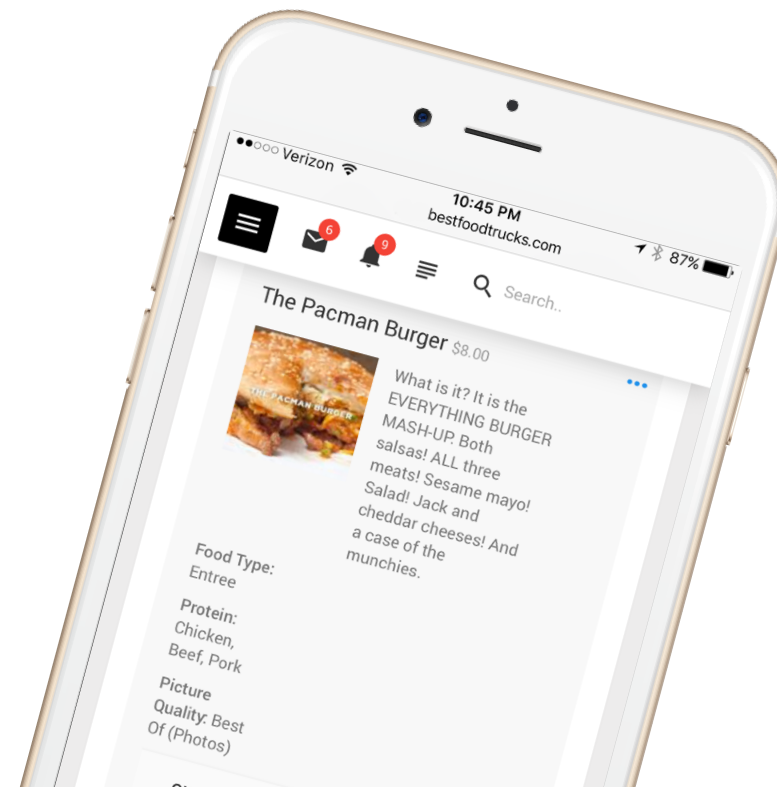 Verizon
10:45 PM
87%
bestfoodtrucks.com
6
9
Search..
The Pacman Burger $8.00
THE PACMAN BURGER
What is it? It is the
EVERYTHING BURGER
MASH-UP. Both
salsas! ALL three
meats! Sesame mayo!
Salad! Jack and
cheddar cheeses! And
a case of the
munchies.
Food Type:
Entree
Protein:
Chicken,
Beef, Pork
Picture
Quality: Best
Of (Photos)